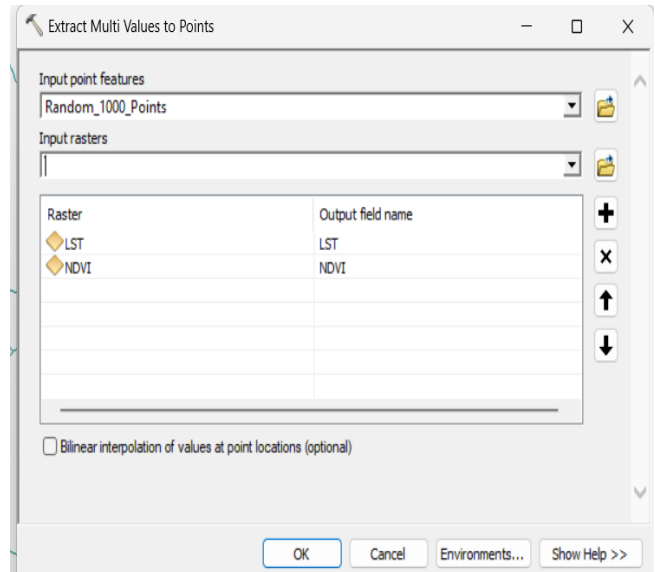 Extract Multi Values to Points
Input point features
Random_1000_Points
Input rasters
Raster Output field name
LST LST
NDVI NDVI
Bilinear interpolation of values at point locations (optional)
OK Cancel Environments... Show Help >>